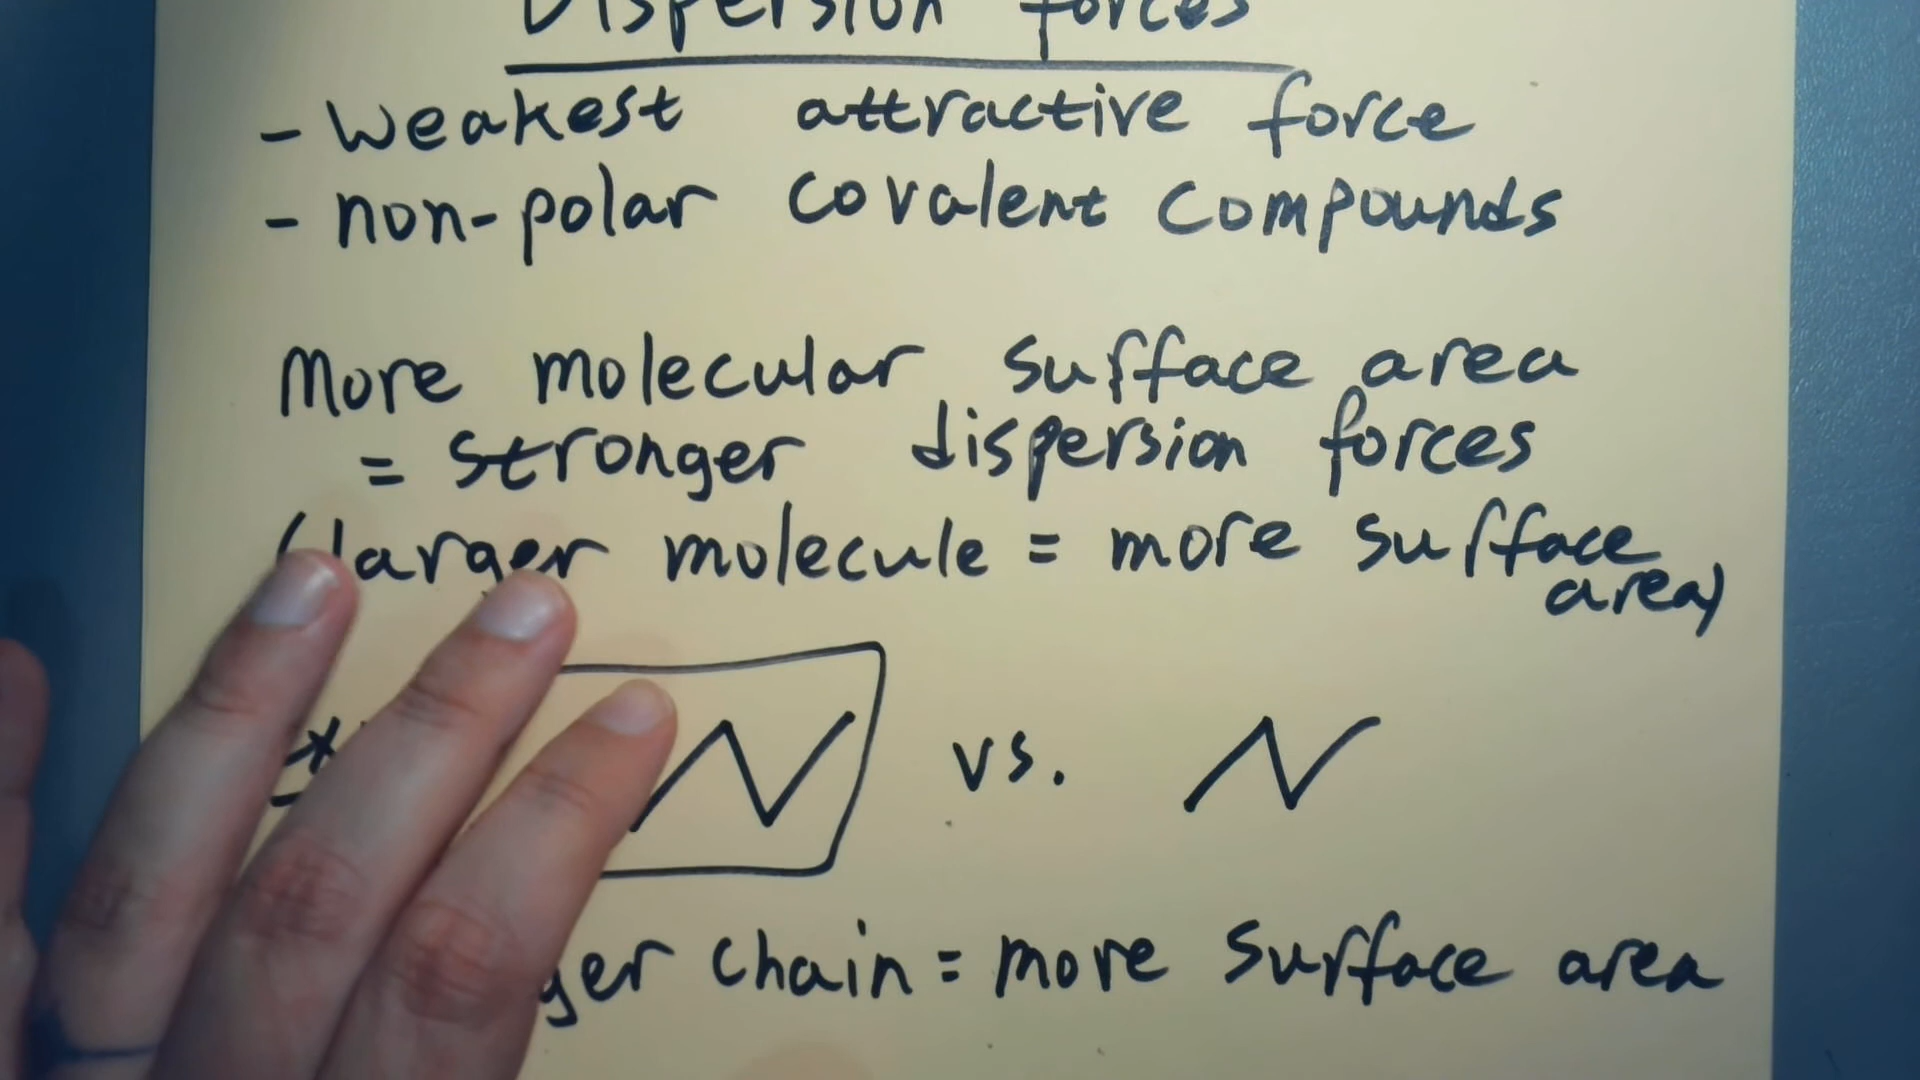 Dispersion forces
- Weakest attractive force
- non-polar covalent compounds
More molecular surface area
= stronger dispersion forces
(larger molecule = more surface
area)
vs.
chain = more surface area